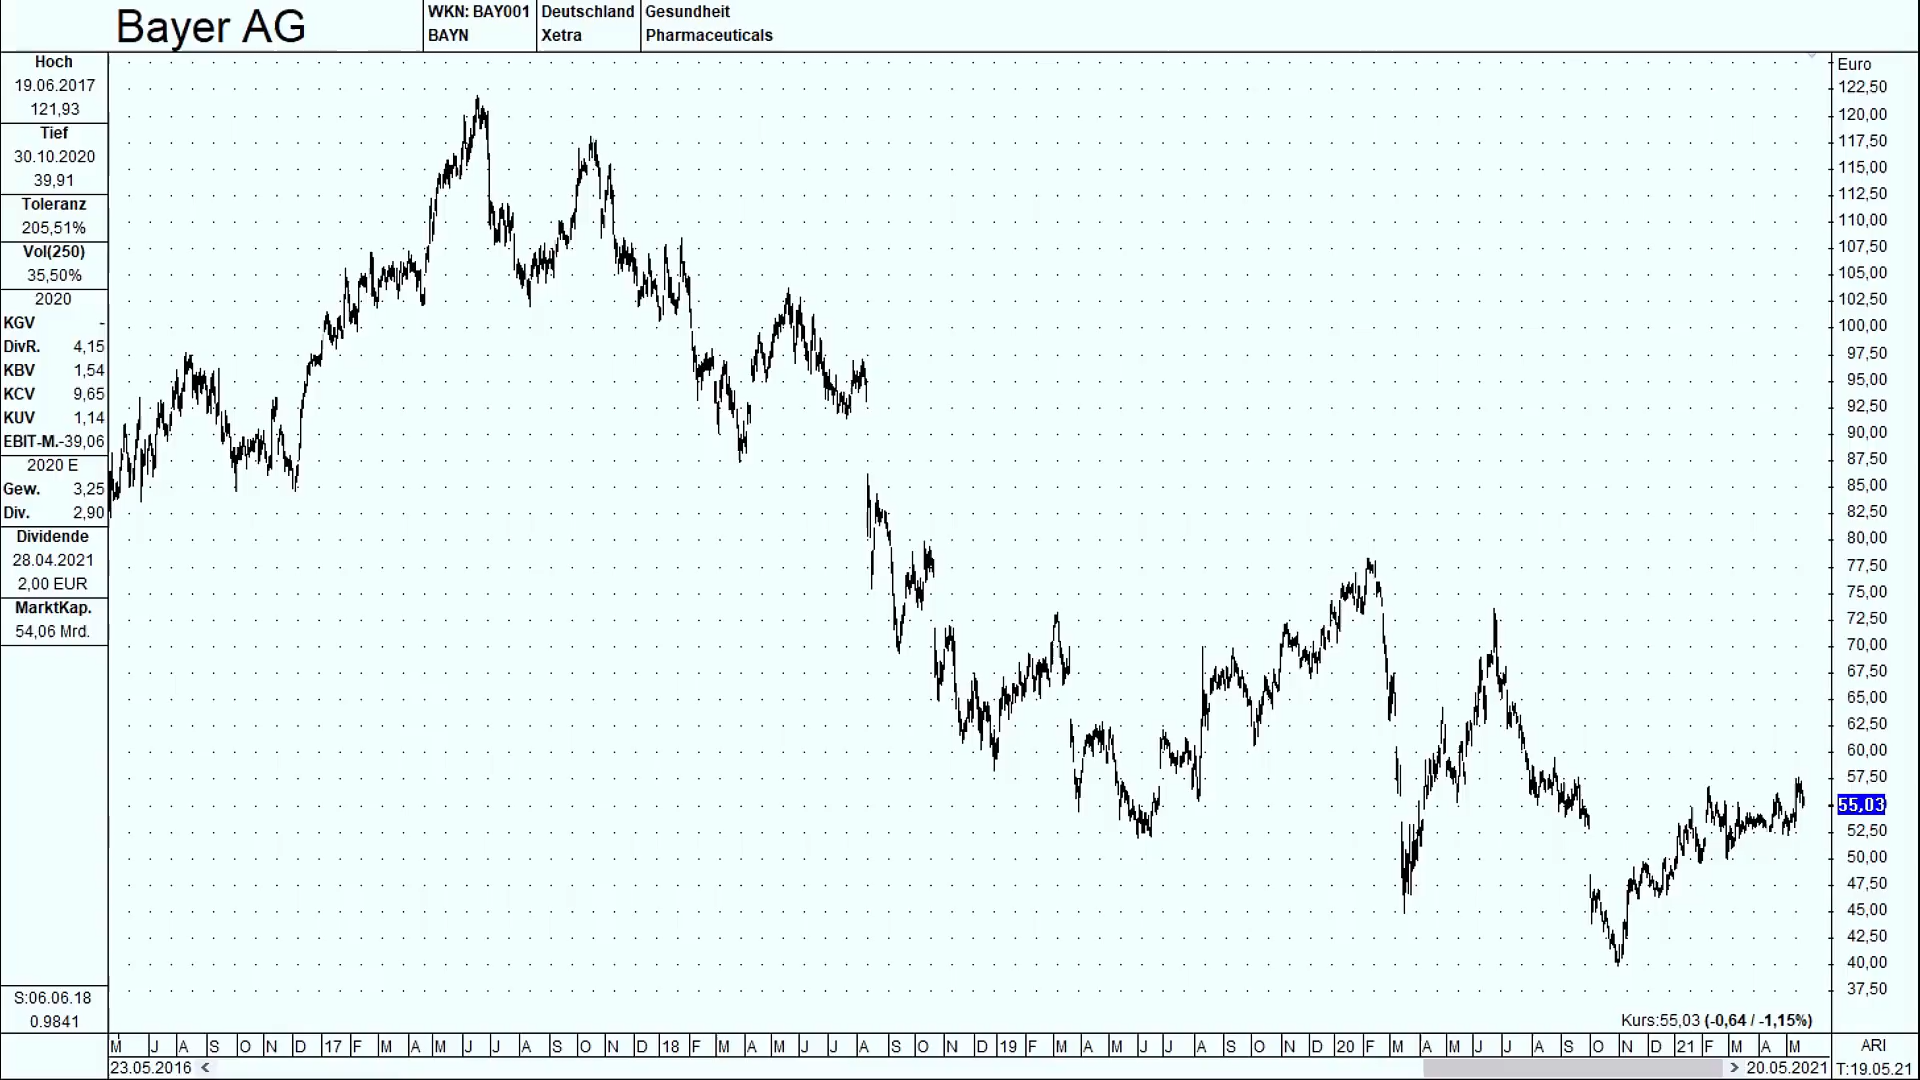 Bayer AG
WKN: BAY001
BAYN
Deutschland
Xetra
Gesundheit
Pharmaceuticals
Hoch
19.06.2017
121,93
Tief
30.10.2020
39,91
Toleranz
205,51%
Vol(250)
35,50%
2020
KGV -
DivR. 4,15
KBV 1,54
KCV 9,65
KUV 1,14
EBIT-M.-39,06
2020 E
Gew. 3,25
Div. 2,90
Dividende
28.04.2021
2,00 EUR
MarktKap.
54,06 Mrd.
S:06.06.18
0.9841
Euro
122,50
120,00
117,50
115,00
112,50
110,00
107,50
105,00
102,50
100,00
97,50
95,00
92,50
90,00
87,50
85,00
82,50
80,00
77,50
75,00
72,50
70,00
67,50
65,00
62,50
60,00
57,50
55,03
52,50
50,00
47,50
45,00
42,50
40,00
37,50
Kurs:55,03 (-0,64 / -1,15%)
M J A S O N D 17 F M A M J J A S O N D 18 F M A M J J A S O N D 19 F M A M J J A S O N D 20 F M A M J J A S O N D 21 F M A M
ARI
23.05.2016 < > 20.05.2021
T:19.05.21